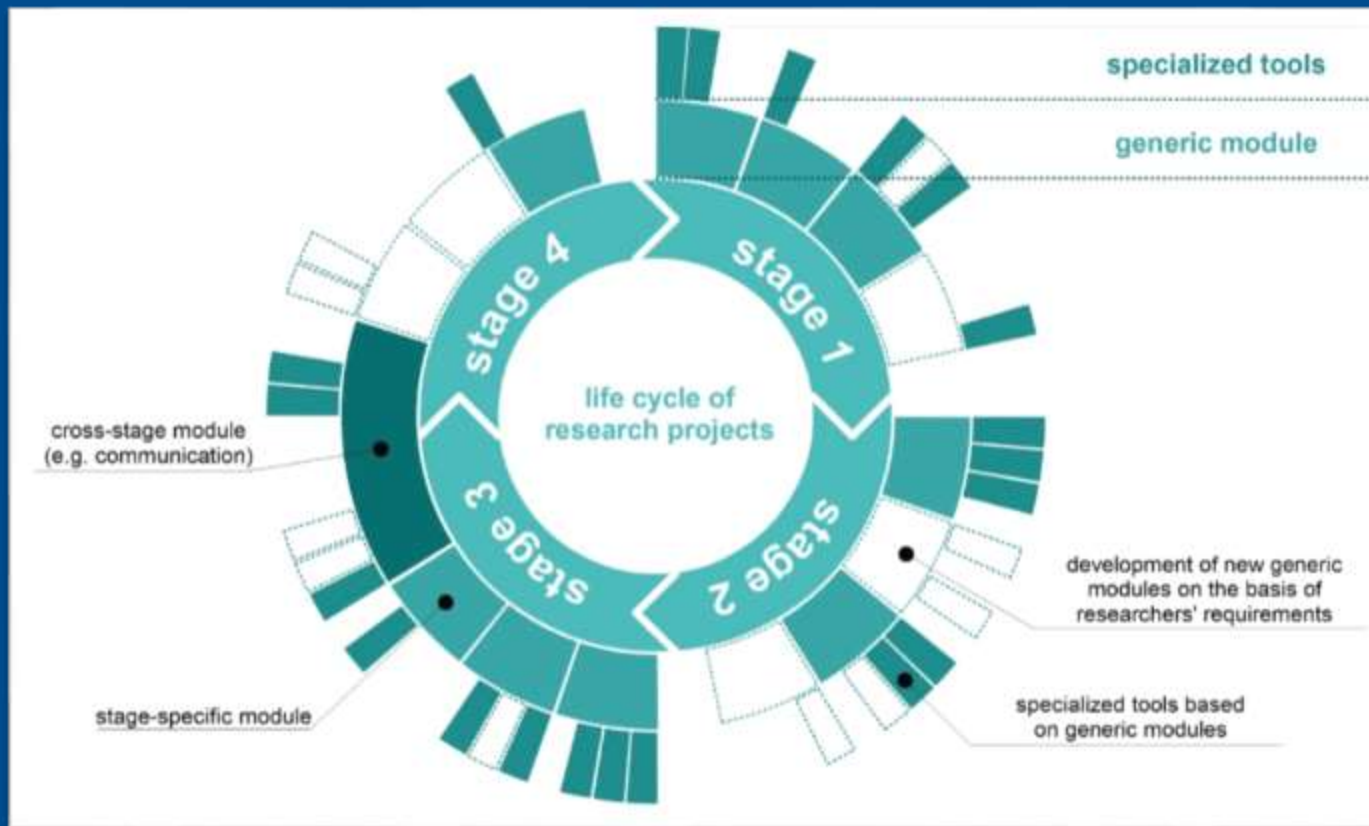 specialized tools
generic module
stage 1
stage 2
stage 3
stage 4
life cycle of
research projects
cross-stage module
(e.g. communication)
stage-specific module
development of new generic
modules on the basis of
researchers' requirements
specialized tools based
on generic modules